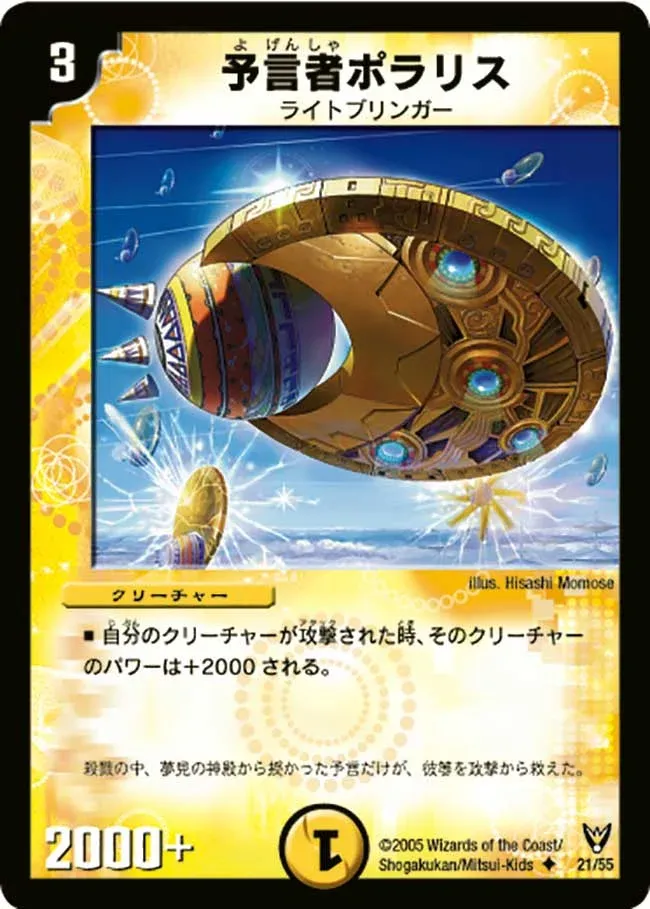 3
よげんしゃ
予言者ポラリス
ライトブリンガー
illus. Hisashi Momose
クリーチャー
■ 自分のクリーチャーが攻撃された時、そのクリーチャー
のパワーは+2000される。
殺戮の中、夢見の神殿から授かった予言だけが、彼等を攻撃から救えた。
2000+
1
©2005 Wizards of the Coast/
Shogakukan/Mitsui-Kids
21/55